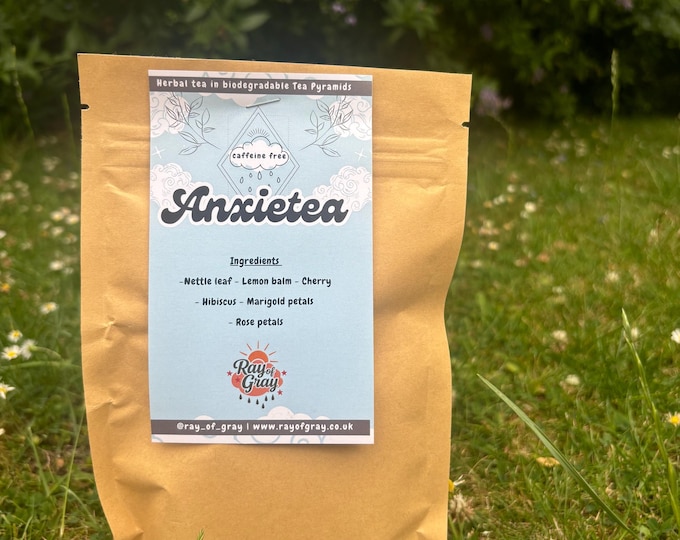 Herbal tea in biodegradable Tea Pyramids
caffeine free
Anxietea
Ingredients
-Nettle leaf - Lemon balm - Cherry
- Hibiscus - Marigold petals
- Rose petals
Ray of
Gray
@ray_of_gray | www.rayofgray.co.uk